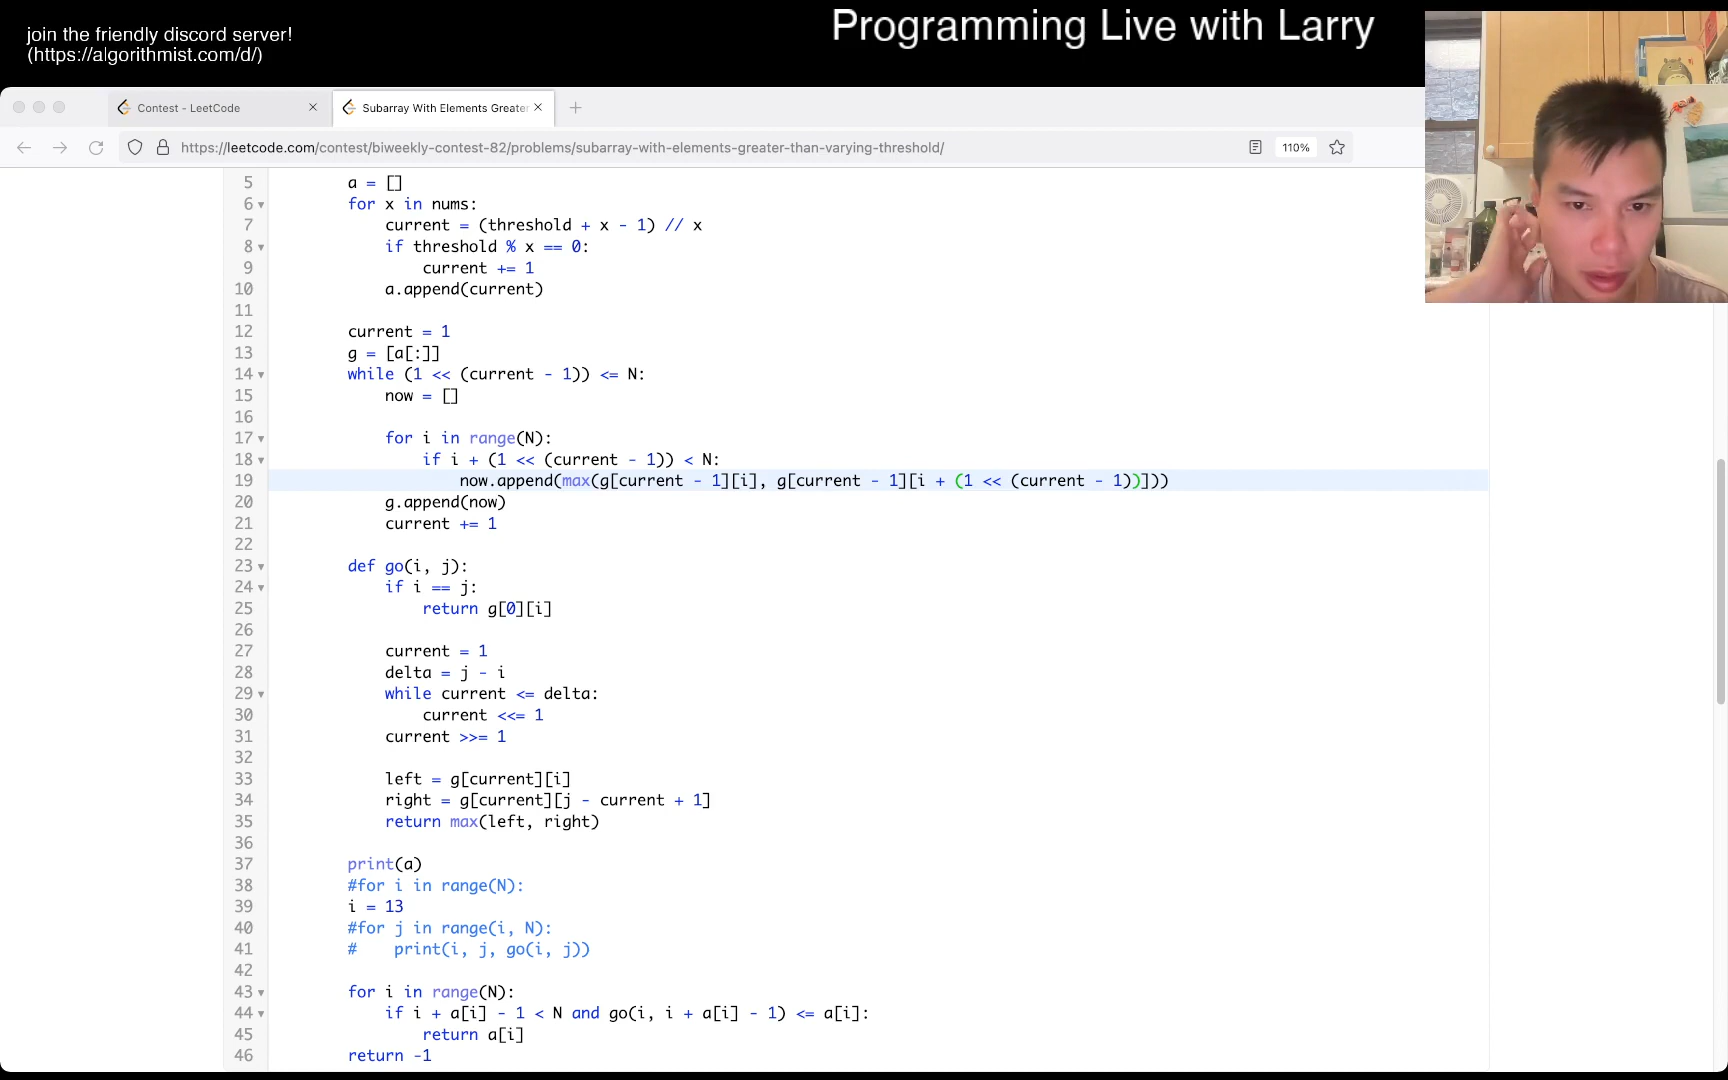 join the friendly discord server!
(https://algorithmist.com/d/)
Programming Live with Larry
Contest - LeetCode
Subarray With Elements Greater
https://leetcode.com/contest/biweekly-contest-82/problems/subarray-with-elements-greater-than-varying-threshold/
110%
5 a = []
6 for x in nums:
7 current = (threshold + x - 1) // x
8 if threshold % x == 0:
9 current += 1
10 a.append(current)
11
12 current = 1
13 g = [a[:]]
14 while (1 << (current - 1)) <= N:
15 now = []
16
17 for i in range(N):
18 if i + (1 << (current - 1)) < N:
19 now.append(max(g[current - 1][i], g[current - 1][i + (1 << (current - 1))]))
20 g.append(now)
21 current += 1
22
23 def go(i, j):
24 if i == j:
25 return g[0][i]
26
27 current = 1
28 delta = j - i
29 while current <= delta:
30 current <<= 1
31 current >>= 1
32
33 left = g[current][i]
34 right = g[current][j - current + 1]
35 return max(left, right)
36
37 print(a)
38 #for i in range(N):
39 i = 13
40 #for j in range(i, N):
41 #    print(i, j, go(i, j))
42
43 for i in range(N):
44 if i + a[i] - 1 < N and go(i, i + a[i] - 1) <= a[i]:
45 return a[i]
46 return -1